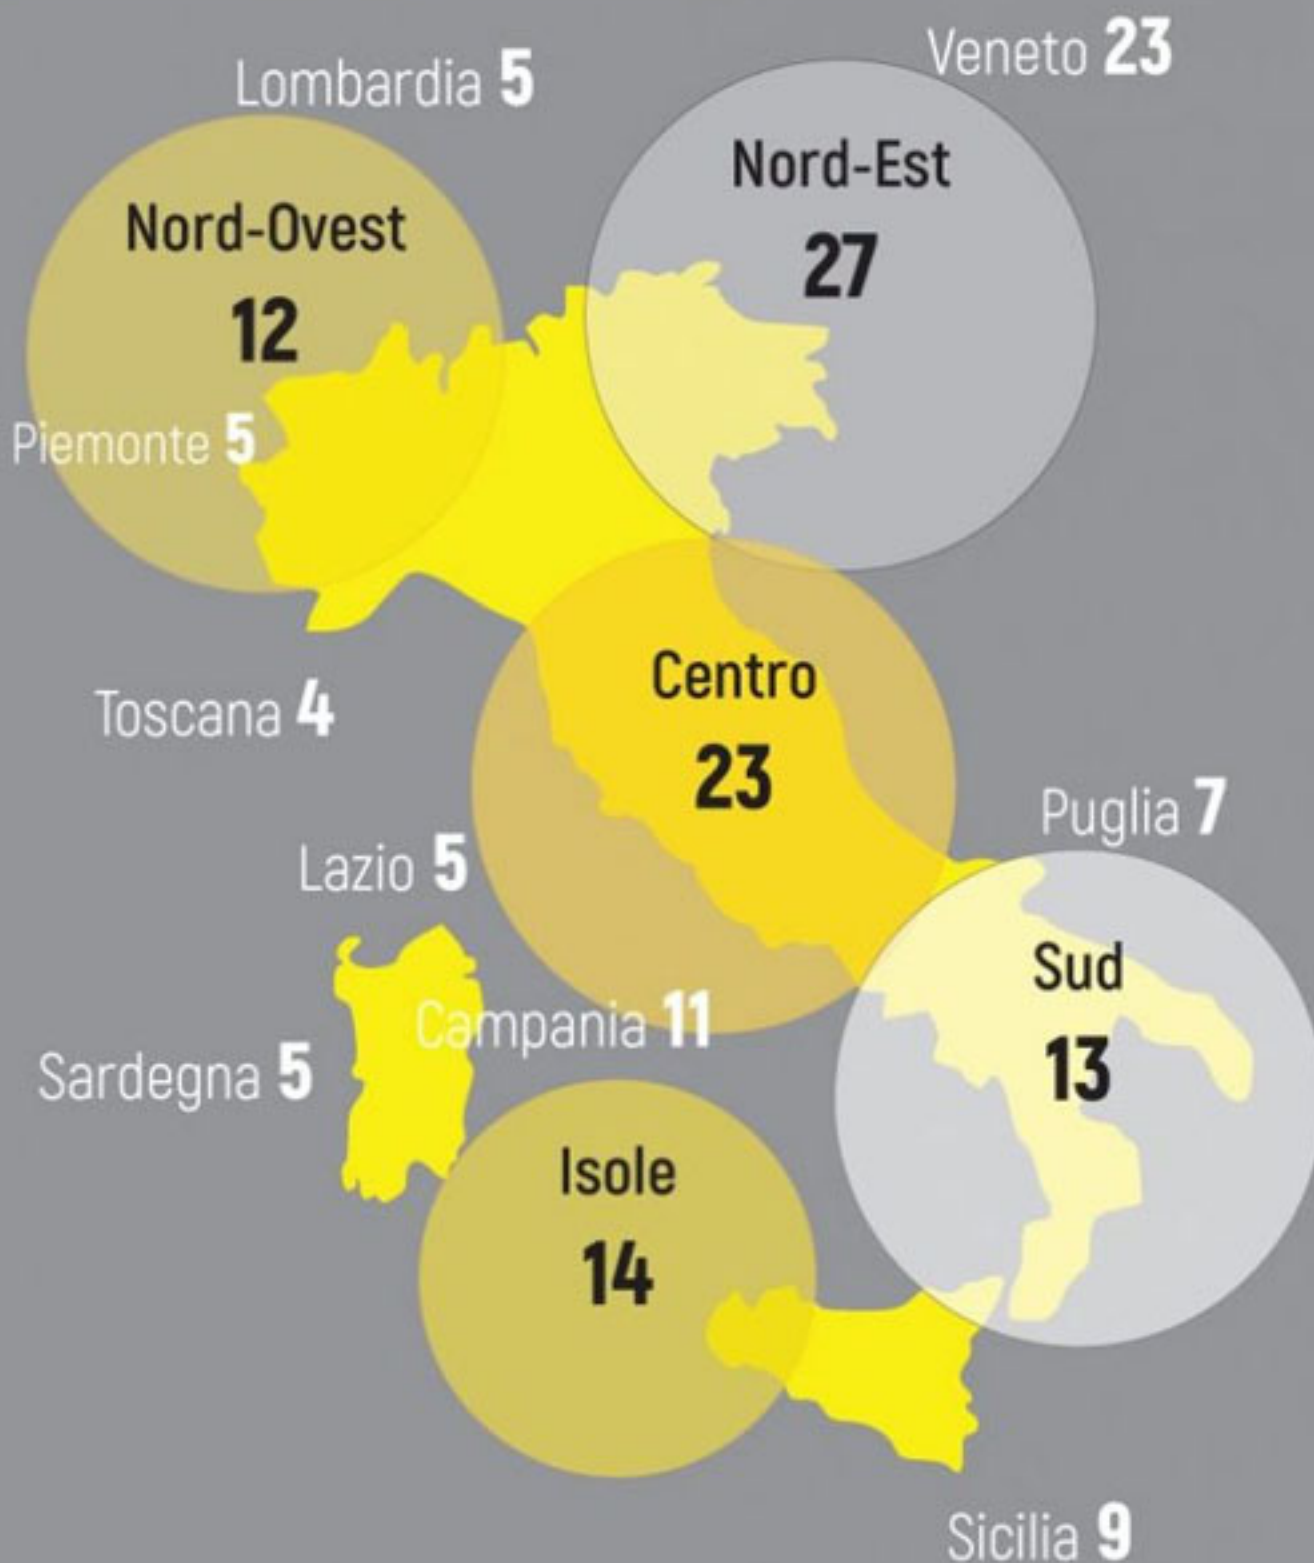 Lombardia 5
Veneto 23
Nord-Ovest
12
Nord-Est
27
Piemonte 5
Toscana 4
Centro
23
Lazio 5
Puglia 7
Campania 11
Sardegna 5
Sud
13
Isole
14
Sicilia 9